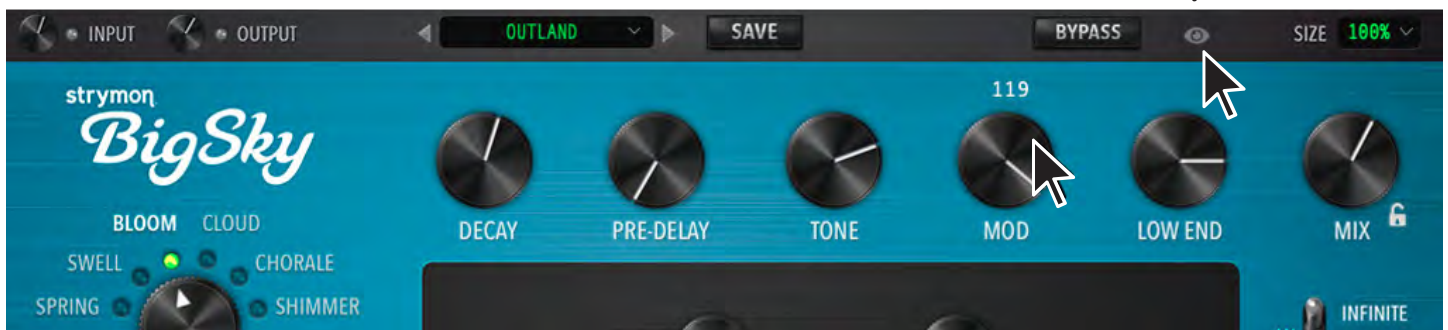 INPUT OUTPUT OUTLAND SAVE BYPASS SIZE 100%
strymon
BigSky
119
DECAY PRE-DELAY TONE MOD LOW END MIX
BLOOM CLOUD
SWELL CHORALE
SPRING SHIMMER
INFINITE